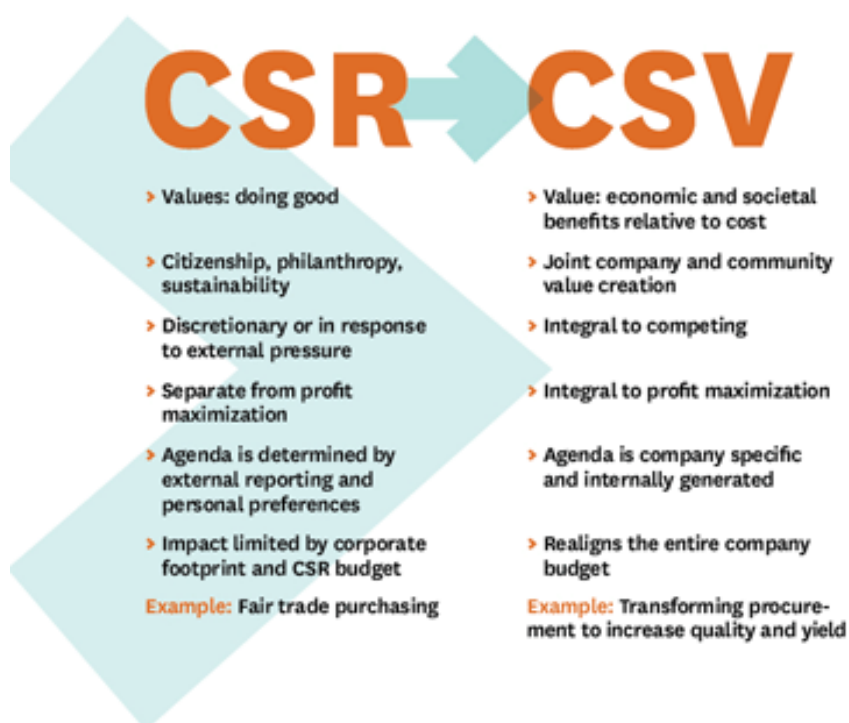 CSR CSV
> Values: doing good
> Value: economic and societal
benefits relative to cost
> Citizenship, philanthropy,
sustainability
> Joint company and community
value creation
> Discretionary or in response
to external pressure
> Integral to competing
> Separate from profit
maximization
> Integral to profit maximization
> Agenda is determined by
external reporting and
personal preferences
> Agenda is company specific
and internally generated
> Impact limited by corporate
footprint and CSR budget
> Realigns the entire company
budget
Example: Fair trade purchasing
Example: Transforming procure-
ment to increase quality and yield